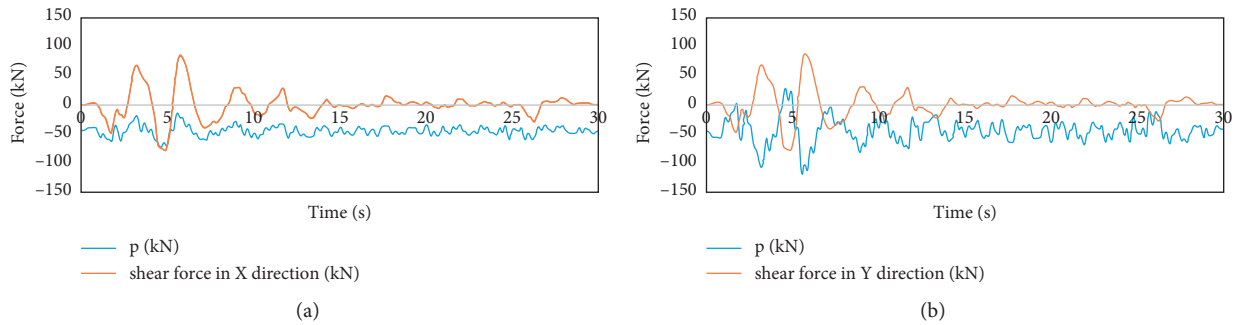 150
100
50
0
−50
−100
−150
Force (kN)
0 5 10 15 20 25 30
Time (s)
p (kN)
shear force in X direction (kN)
(a)
150
100
50
0
−50
−100
−150
Force (kN)
0 5 10 15 20 25 30
Time (s)
p (kN)
shear force in Y direction (kN)
(b)